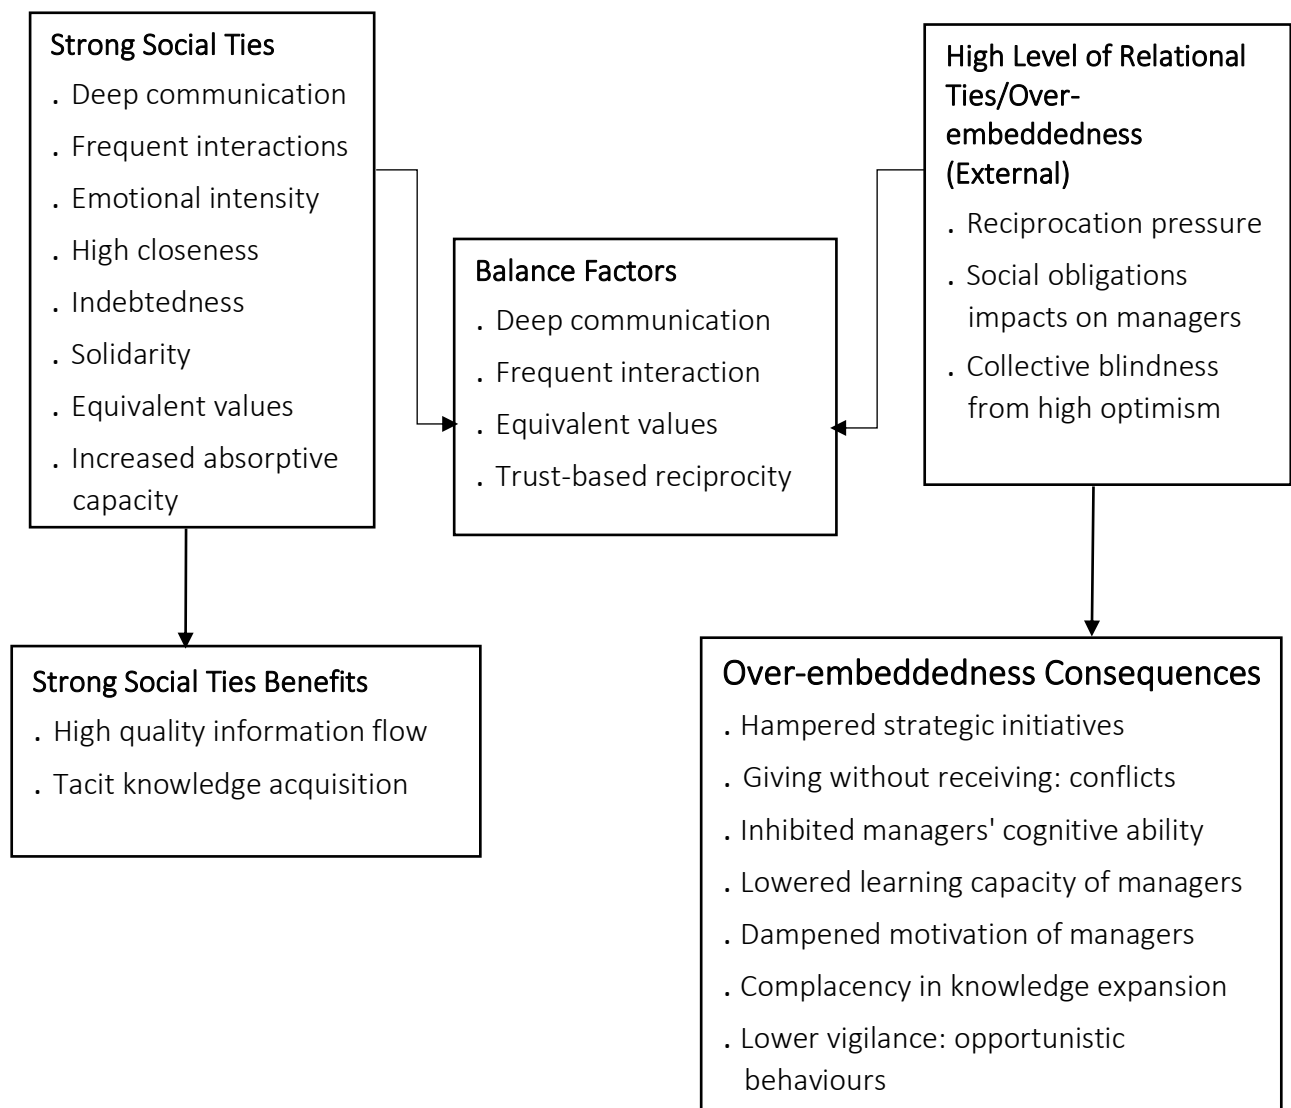 Strong Social Ties
. Deep communication
. Frequent interactions
. Emotional intensity
. High closeness
. Indebtedness
. Solidarity
. Equivalent values
. Increased absorptive
capacity
Balance Factors
. Deep communication
. Frequent interaction
. Equivalent values
. Trust-based reciprocity
High Level of Relational
Ties/Over-
embeddedness
(External)
. Reciprocation pressure
. Social obligations
impacts on managers
. Collective blindness
from high optimism
Strong Social Ties Benefits
. High quality information flow
. Tacit knowledge acquisition
Over-embeddedness Consequences
. Hampered strategic initiatives
. Giving without receiving: conflicts
. Inhibited managers' cognitive ability
. Lowered learning capacity of managers
. Dampened motivation of managers
. Complacency in knowledge expansion
. Lower vigilance: opportunistic
behaviours